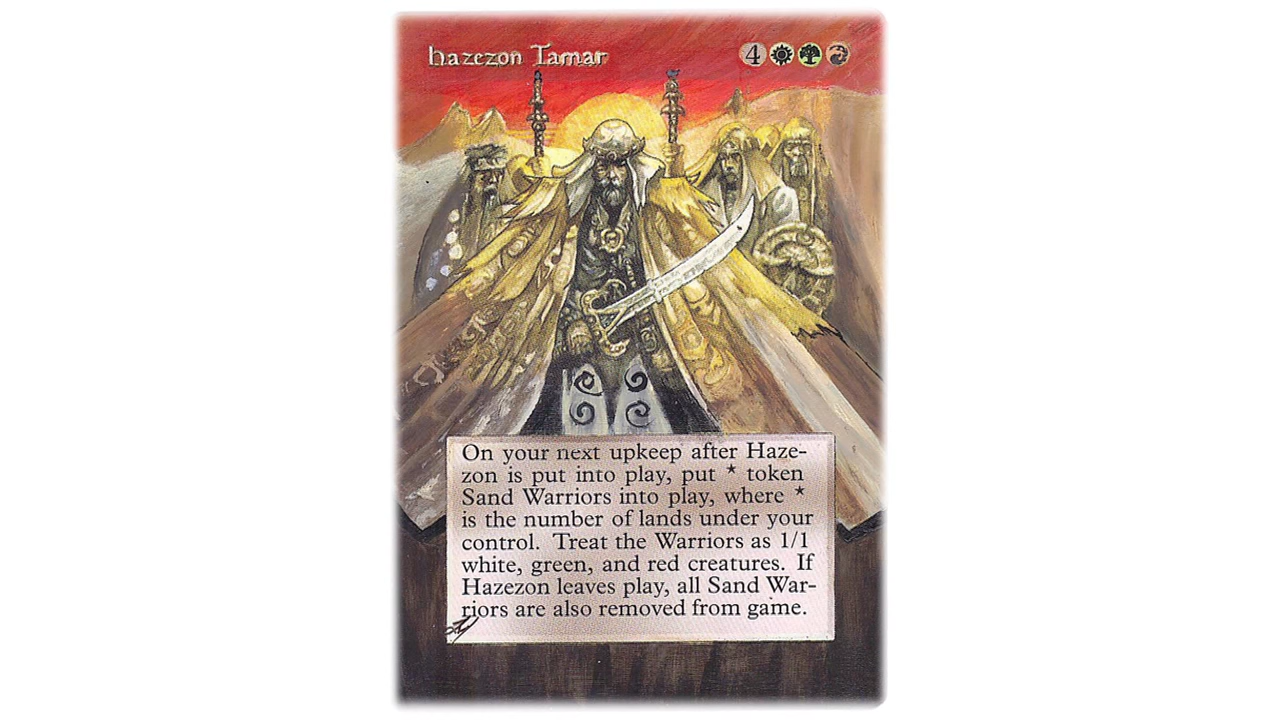 Hazezon Tamar 4
On your next upkeep after Haze-
zon is put into play, put * token
Sand Warriors into play, where *
is the number of lands under your
control. Treat the Warriors as 1/1
white, green, and red creatures. If
Hazezon leaves play, all Sand War-
riors are also removed from game.